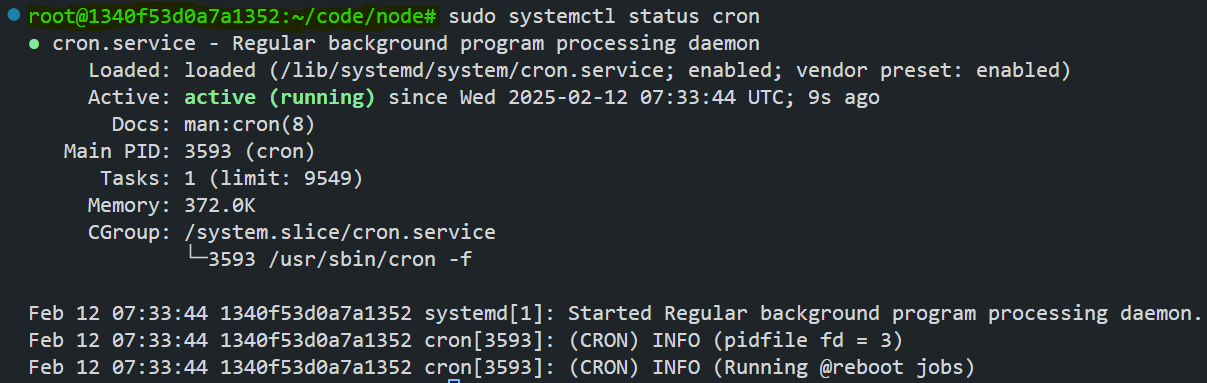 root@1340f53d0a7a1352:~/code/node# sudo systemctl status cron
● cron.service - Regular background program processing daemon
Loaded: loaded (/lib/systemd/system/cron.service; enabled; vendor preset: enabled)
Active: active (running) since Wed 2025-02-12 07:33:44 UTC; 9s ago
Docs: man:cron(8)
Main PID: 3593 (cron)
Tasks: 1 (limit: 9549)
Memory: 372.0K
CGroup: /system.slice/cron.service
└─3593 /usr/sbin/cron -f
Feb 12 07:33:44 1340f53d0a7a1352 systemd[1]: Started Regular background program processing daemon.
Feb 12 07:33:44 1340f53d0a7a1352 cron[3593]: (CRON) INFO (pidfile fd = 3)
Feb 12 07:33:44 1340f53d0a7a1352 cron[3593]: (CRON) INFO (Running @reboot jobs)